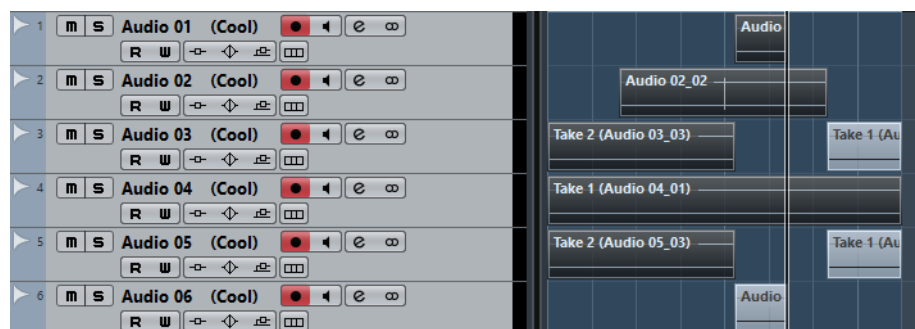 1 m S Audio 01 (Cool) e Audio
R W
2 m S Audio 02 (Cool) e Audio 02_02
R W
3 m S Audio 03 (Cool) e Take 2 (Audio 03_03) Take 1 (Au
R W
4 m S Audio 04 (Cool) e Take 1 (Audio 04_01)
R W
5 m S Audio 05 (Cool) e Take 2 (Audio 05_03) Take 1 (Au
R W
6 m S Audio 06 (Cool) e Audio
R W